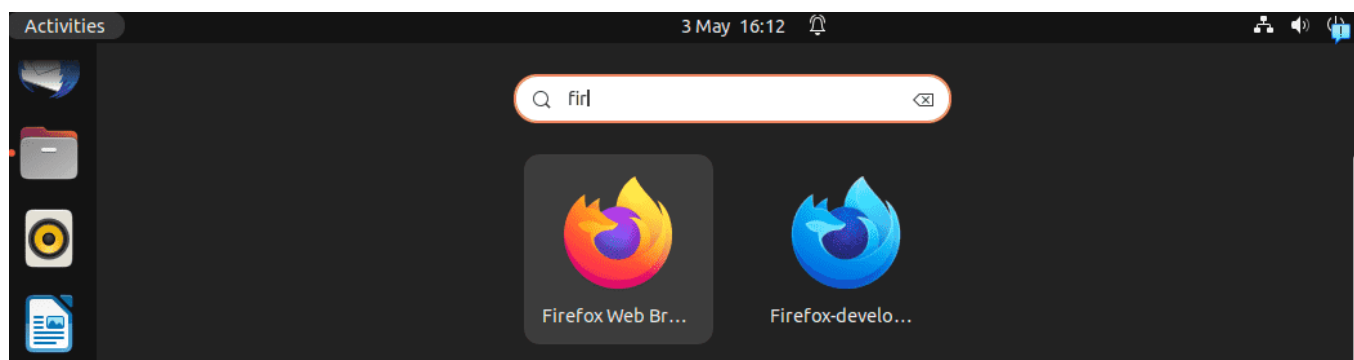 Activities
3 May 16:12
fir
Firefox Web Br...
Firefox-develo...